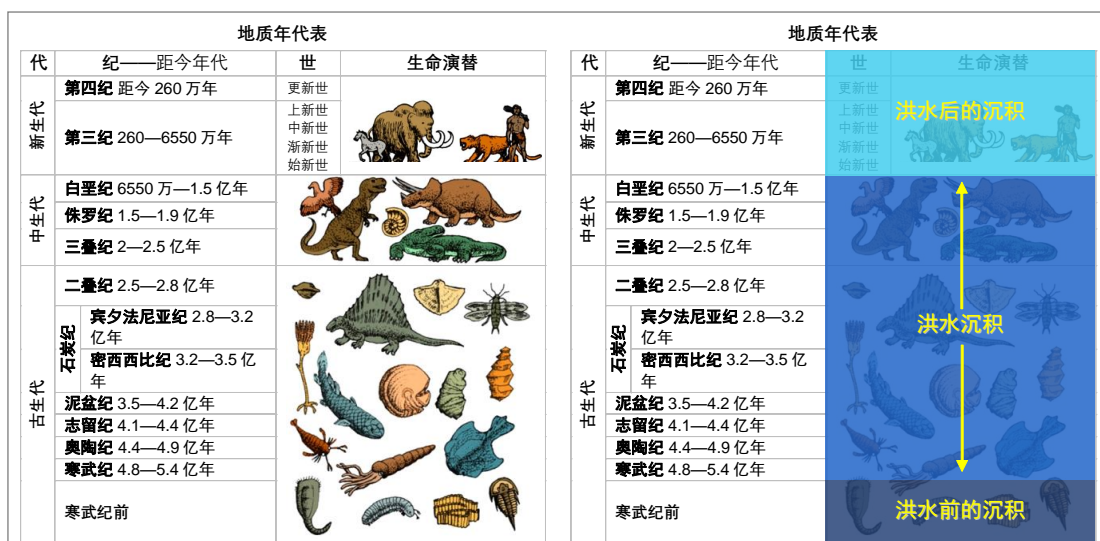 地质年代表
代 纪——距今年代 世 生命演替
新生代
第四纪 距今 260 万年 更新世
第三纪 260—6550 万年
上新世
中新世
渐新世
始新世
中生代
白垩纪 6550 万—1.5 亿年
侏罗纪 1.5—1.9 亿年
三叠纪 2—2.5 亿年
古生代
二叠纪 2.5—2.8 亿年
石炭纪
宾夕法尼亚纪 2.8—3.2
亿年
密西西比纪 3.2—3.5 亿
年
泥盆纪 3.5—4.2 亿年
志留纪 4.1—4.4 亿年
奥陶纪 4.4—4.9 亿年
寒武纪 4.8—5.4 亿年
寒武纪前
地质年代表
代 纪——距今年代 世 生命演替
新生代
第四纪 距今 260 万年 更新世
第三纪 260—6550 万年
上新世
中新世
渐新世
始新世
洪水后的沉积
中生代
白垩纪 6550 万—1.5 亿年
侏罗纪 1.5—1.9 亿年
三叠纪 2—2.5 亿年
古生代
二叠纪 2.5—2.8 亿年
石炭纪
宾夕法尼亚纪 2.8—3.2
亿年
密西西比纪 3.2—3.5 亿
年
洪水沉积
泥盆纪 3.5—4.2 亿年
志留纪 4.1—4.4 亿年
奥陶纪 4.4—4.9 亿年
寒武纪 4.8—5.4 亿年
寒武纪前
洪水前的沉积